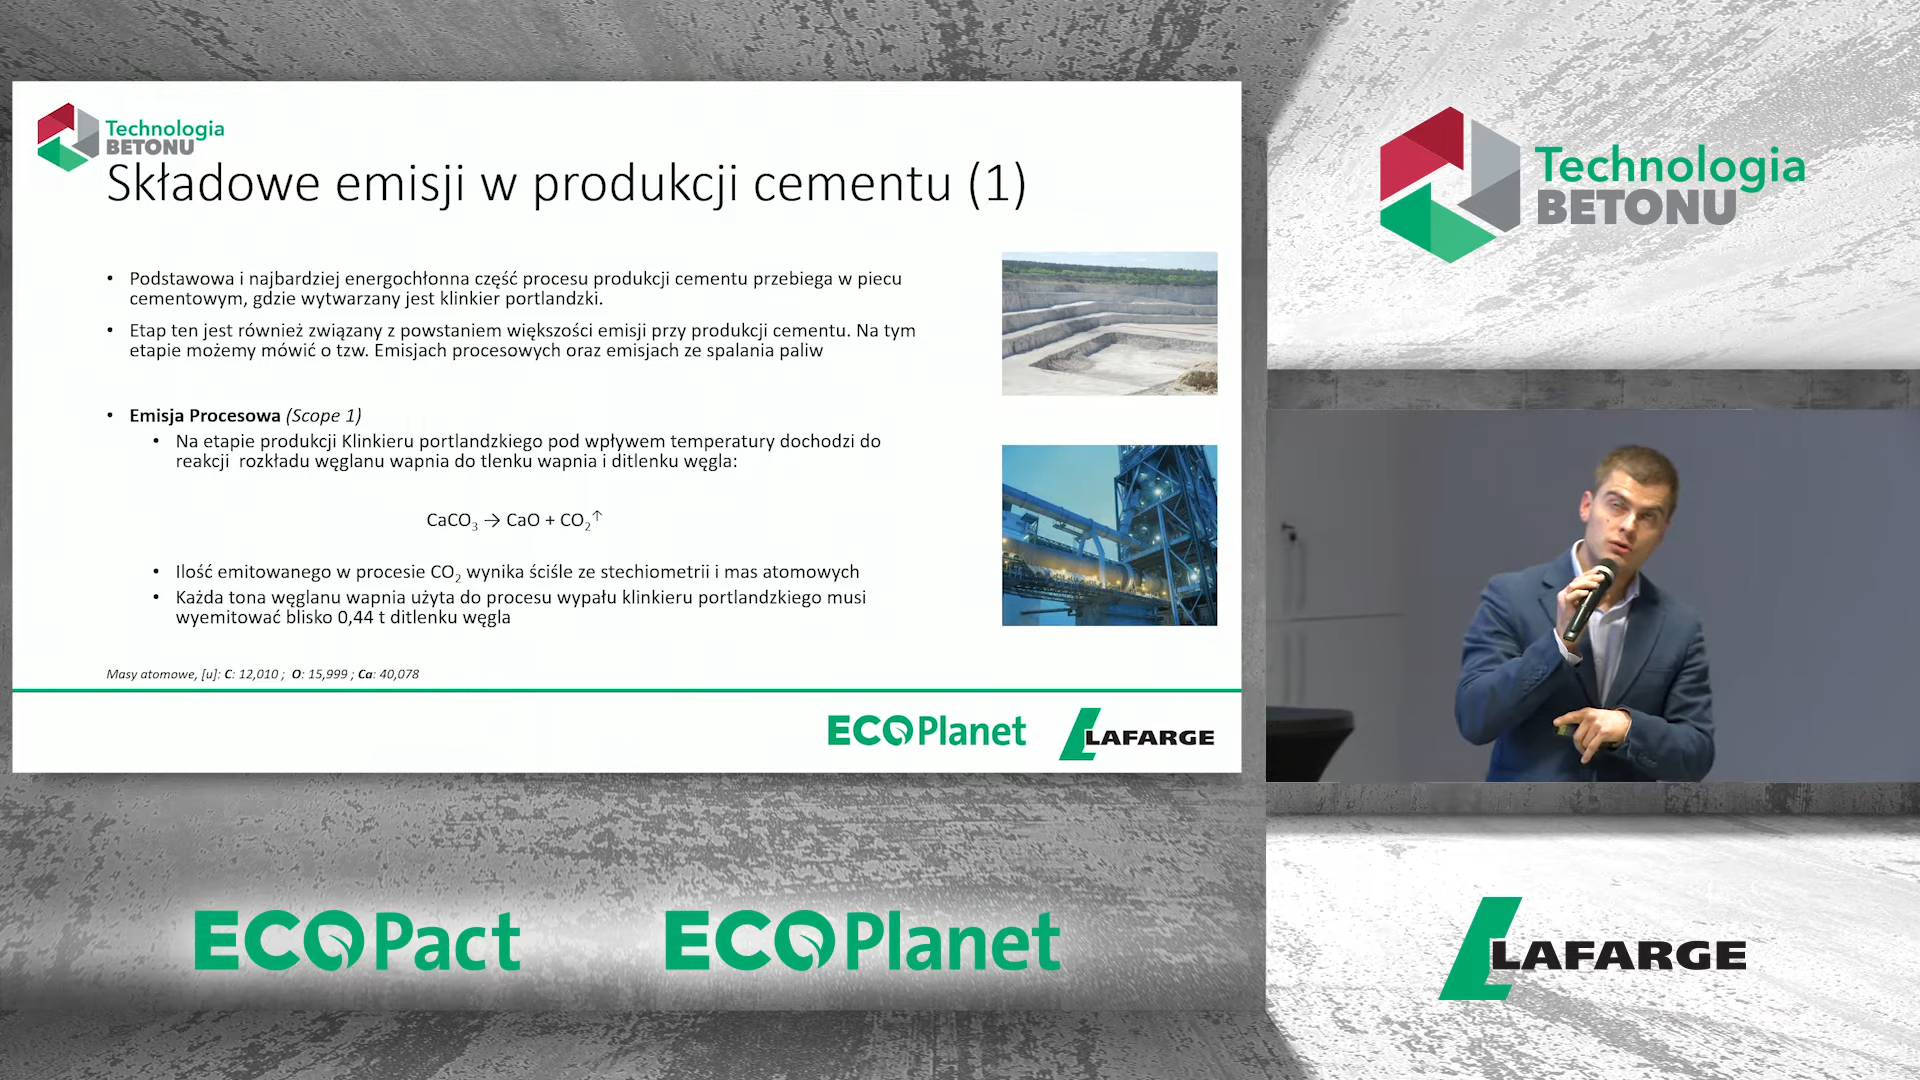 Technologia
BETONU
Składowe emisji w produkcji cementu (1)
• Podstawowa i najbardziej energochłonna część procesu produkcji cementu przebiega w piecu
cementowym, gdzie wytwarzany jest klinkier portlandzki.
• Etap ten jest również związany z powstaniem większości emisji przy produkcji cementu. Na tym
etapie możemy mówić o tzw. Emisjach procesowych oraz emisjach ze spalania paliw
• Emisja Procesowa (Scope 1)
• Na etapie produkcji Klinkieru portlandzkiego pod wpływem temperatury dochodzi do
reakcji rozkładu węglanu wapnia do tlenku wapnia i ditlenku węgla:
CaCO₃ → CaO + CO₂↑
• Ilość emitowanego w procesie CO₂ wynika ściśle ze stechiometrii i mas atomowych
• Każda tona węglanu wapnia użyta do procesu wypału klinkieru portlandzkiego musi
wyemitować blisko 0,44 t ditlenku węgla
Masy atomowe, [u]: C: 12,010 ; O: 15,999 ; Ca: 40,078
ECOPlanet
LAFARGE
Technologia
BETONU
ECOPact
ECOPlanet
LAFARGE